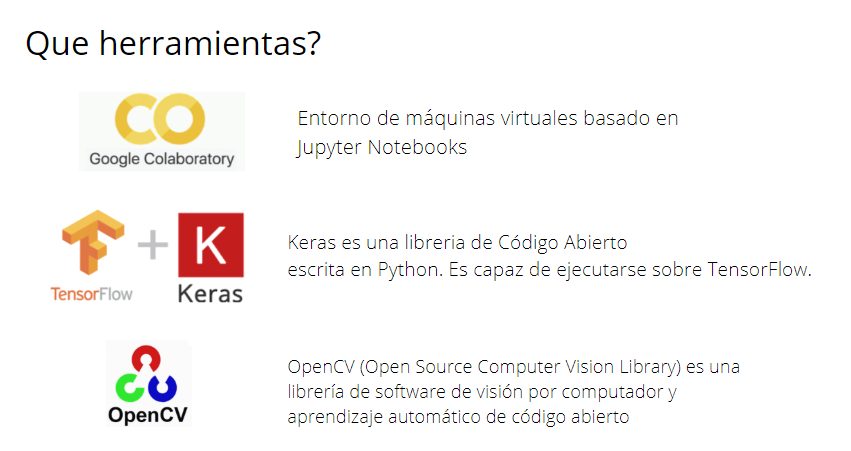 Que herramientas?
Google Colaboratory
Entorno de máquinas virtuales basado en
Jupyter Notebooks
TensorFlow
+
K
Keras
Keras es una libreria de Código Abierto
escrita en Python. Es capaz de ejecutarse sobre TensorFlow.
OpenCV
OpenCV (Open Source Computer Vision Library) es una
librería de software de visión por computador y
aprendizaje automático de código abierto